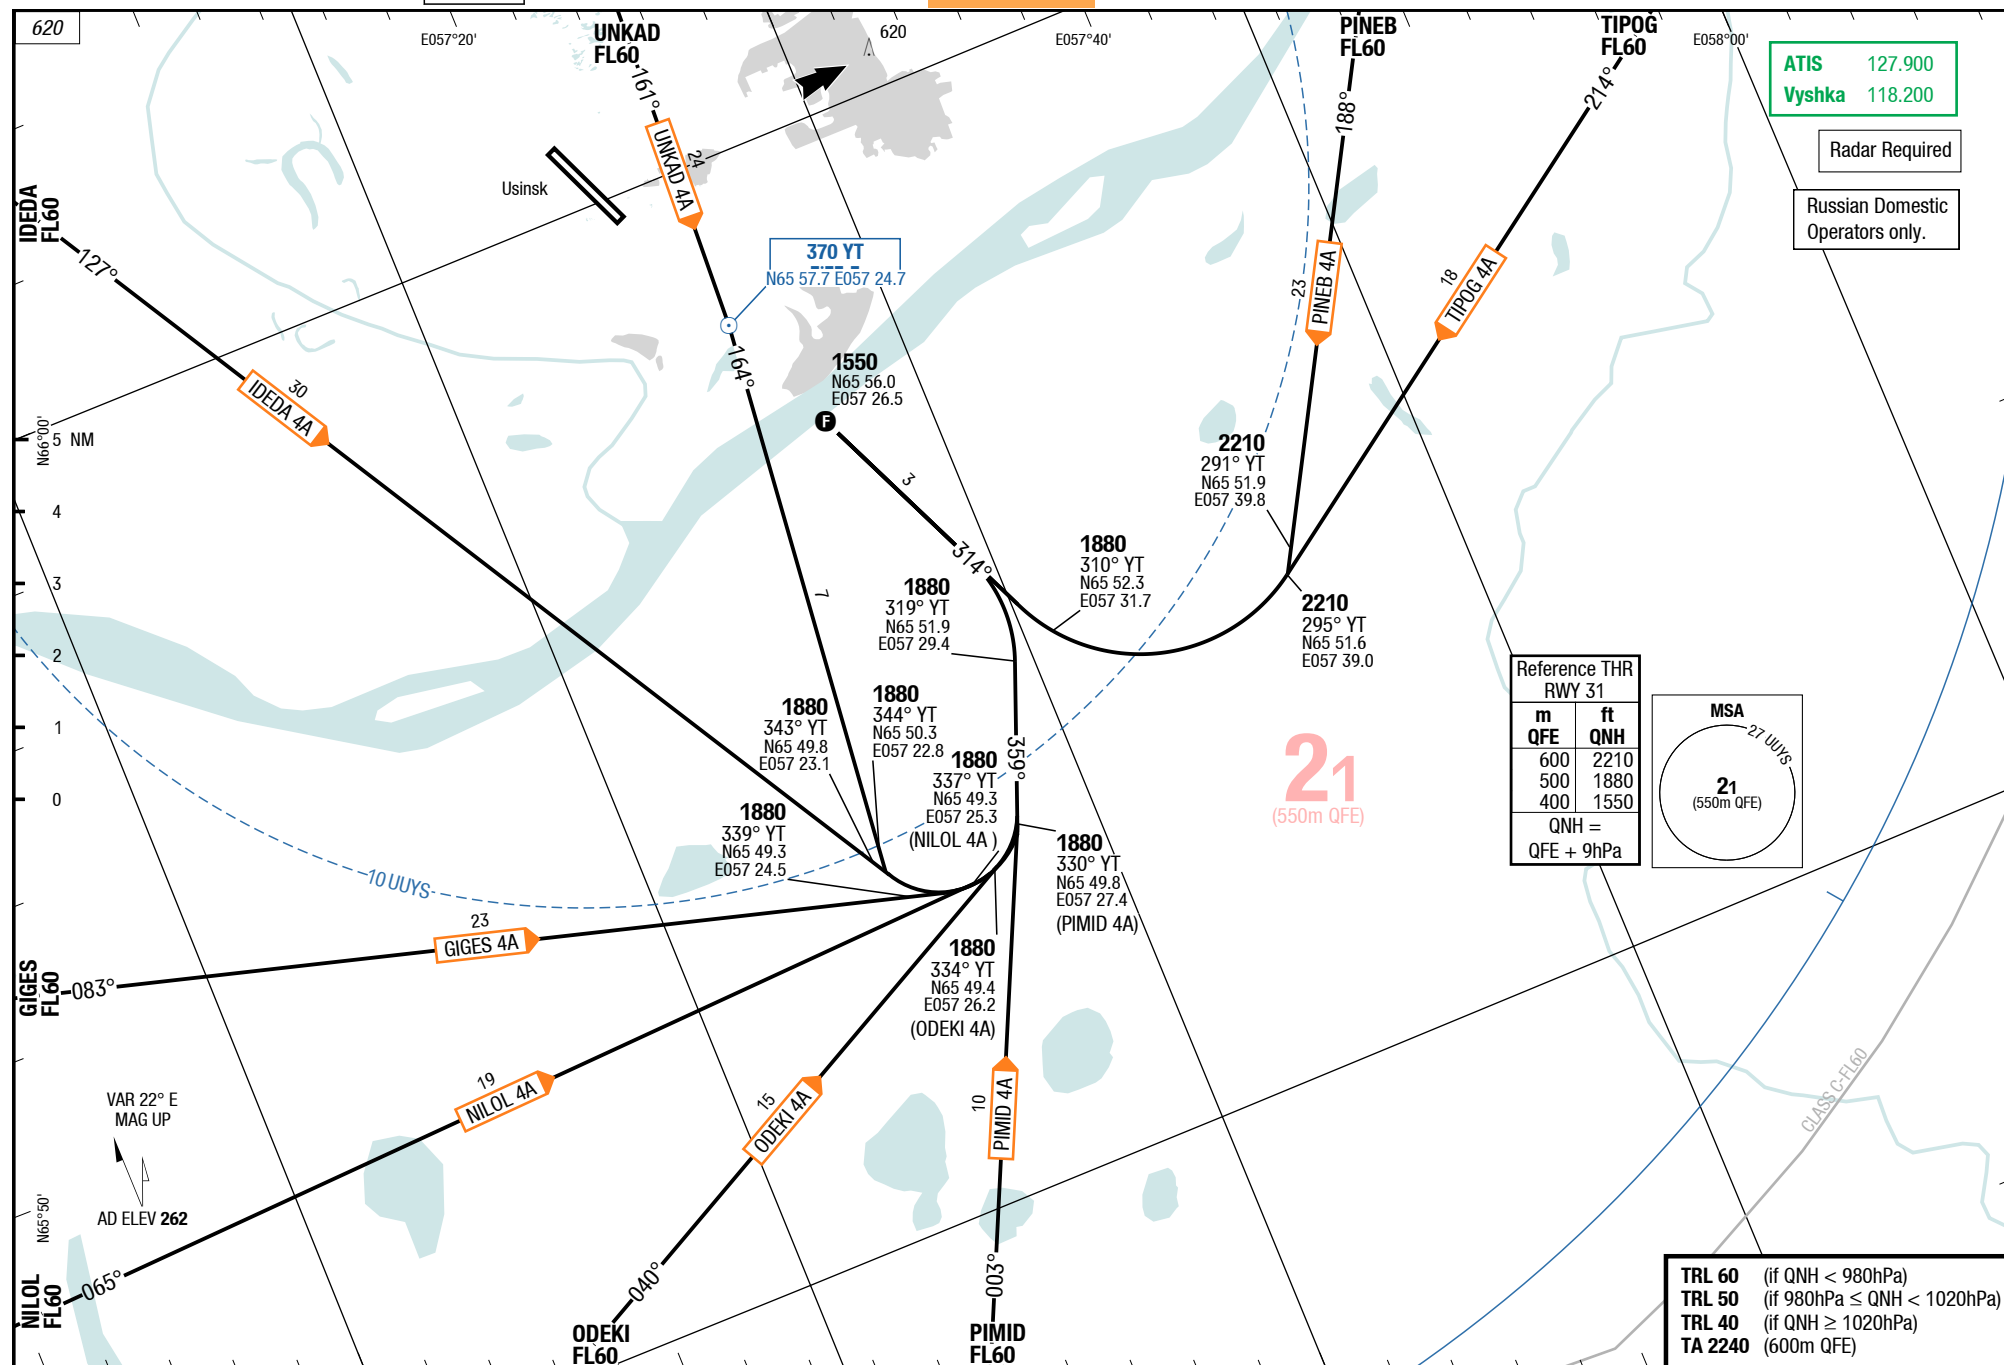 620
E057°20'
UNKAD
FL60
620
E057°40'
PINEB
FL60
TIPOG
FL60
E058°00'
ATIS 127.900
Vyshka 118.200
Radar Required
Russian Domestic
Operators only.
161°
24
UNKAD 4A
188°
214°
Usinsk
IDEDA
FL60
127°
370 YT
N65 57.7 E057 24.7
23
PINEB 4A
18
TIPOG 4A
164°
1550
N65 56.0
E057 26.5
F
30
IDEDA 4A
N66°00'
5 NM
4
3
2
1
0
3
314°
2210
291° YT
N65 51.9
E057 39.8
1880
310° YT
N65 52.3
E057 31.7
1880
319° YT
N65 51.9
E057 29.4
7
2210
295° YT
N65 51.6
E057 39.0
1880
343° YT
N65 49.8
E057 23.1
1880
344° YT
N65 50.3
E057 22.8
359°
1880
337° YT
N65 49.3
E057 25.3
(NILOL 4A )
1880
339° YT
N65 49.3
E057 24.5
1880
330° YT
N65 49.8
E057 27.4
(PIMID 4A)
21
(550m QFE)
Reference THR
RWY 31
m ft
QFE QNH
600 2210
500 1880
400 1550
QNH =
QFE + 9hPa
MSA
27 UUYS
21
(550m QFE)
10 UUYS
23
GIGES 4A
GIGES
FL60
083°
1880
334° YT
N65 49.4
E057 26.2
(ODEKI 4A)
19
NILOL 4A
15
ODEKI 4A
10
PIMID 4A
CLASS C-FL60
VAR 22° E
MAG UP
AD ELEV 262
N65°50'
NILOL
FL60
065°
040°
003°
ODEKI
FL60
PIMID
FL60
TRL 60 (if QNH < 980hPa)
TRL 50 (if 980hPa ≤ QNH < 1020hPa)
TRL 40 (if QNH ≥ 1020hPa)
TA 2240 (600m QFE)